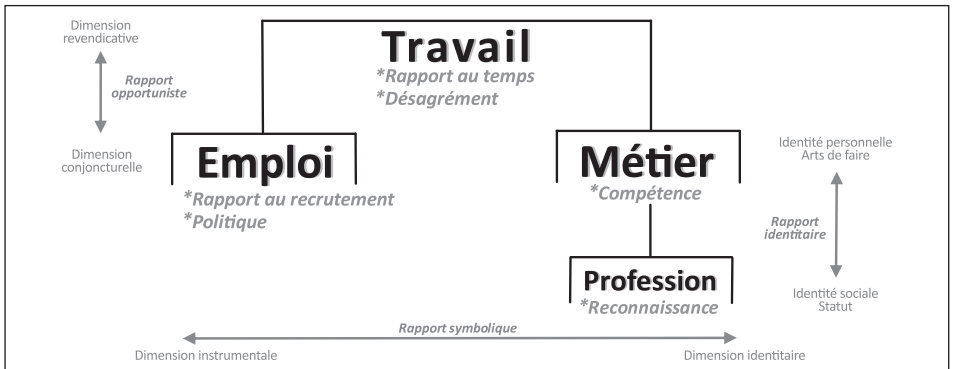 Dimension
revendicative
Rapport
opportuniste
Dimension
conjoncturelle
Travail
*Rapport au temps
*Désagrément
Emploi
*Rapport au recrutement
*Politique
Métier
*Compétence
Profession
*Reconnaissance
Identité personnelle
Arts de faire
Rapport
identitaire
Identité sociale
Statut
Rapport symbolique
Dimension instrumentale
Dimension identitaire